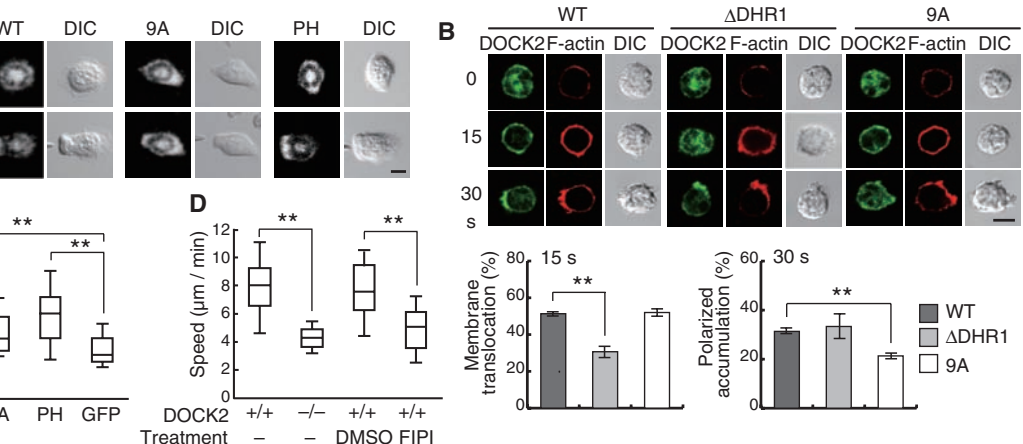 WT DIC 9A DIC PH DIC
B
WT ΔDHR1 9A
DOCK2 F-actin DIC DOCK2 F-actin DIC DOCK2 F-actin DIC
0
15
30
s
**
**
A PH GFP
D
Speed (µm / min)
12
10
8
6
4
2
0
**
**
DOCK2 +/+ −/− +/+ +/+
Treatment – – DMSO FIPI
Membrane
translocation (%)
80
60
40
20
0
15 s
**
Polarized
accumulation (%)
60
40
20
0
30 s
**
WT
ΔDHR1
9A